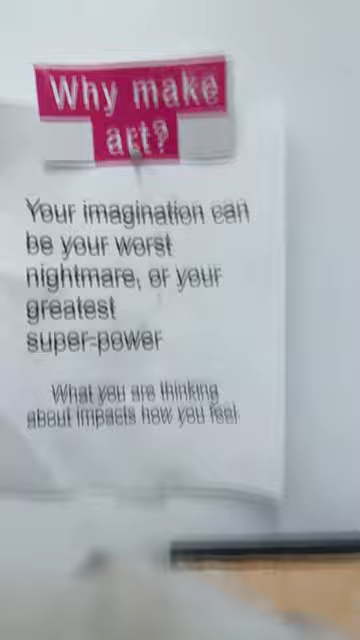 Why make
art?
Your imagination can
be your worst
nightmare, or your
greatest
super-power
What you are thinking
about impacts how you feel